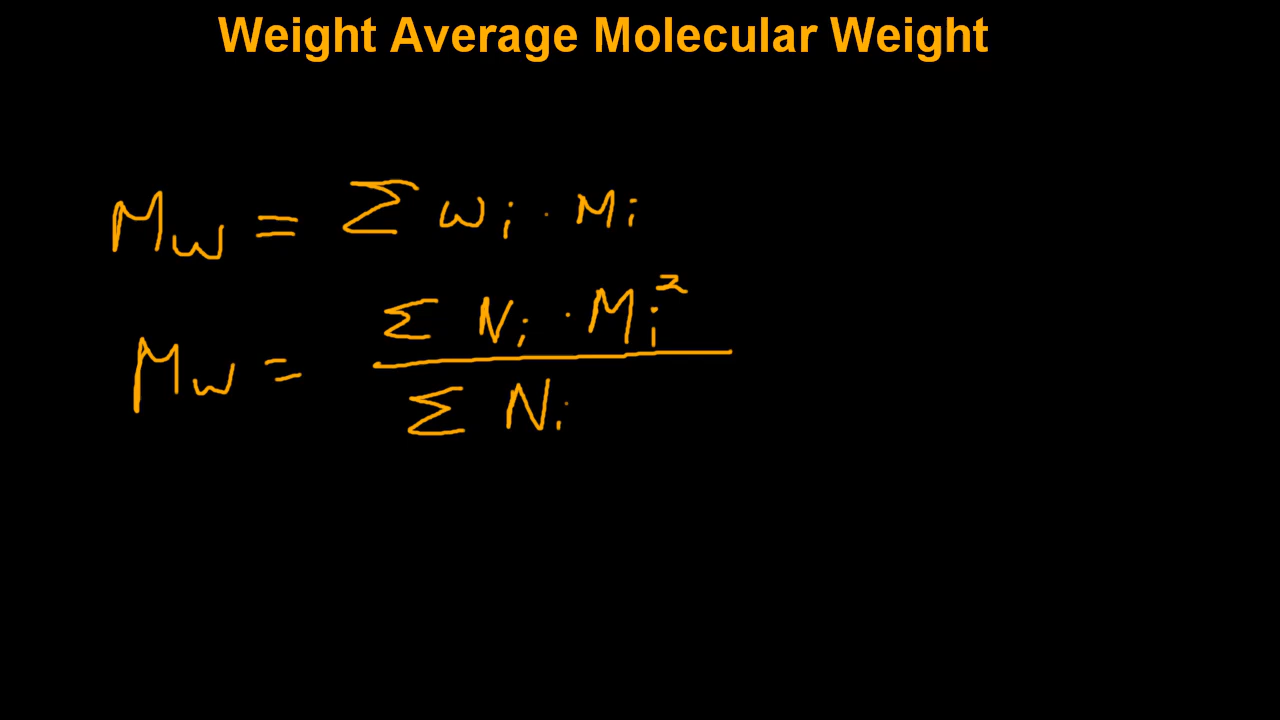 Weight Average Molecular Weight
Mw = Σ wi · Mi
Mw = Σ Ni · Mi²
Σ Ni